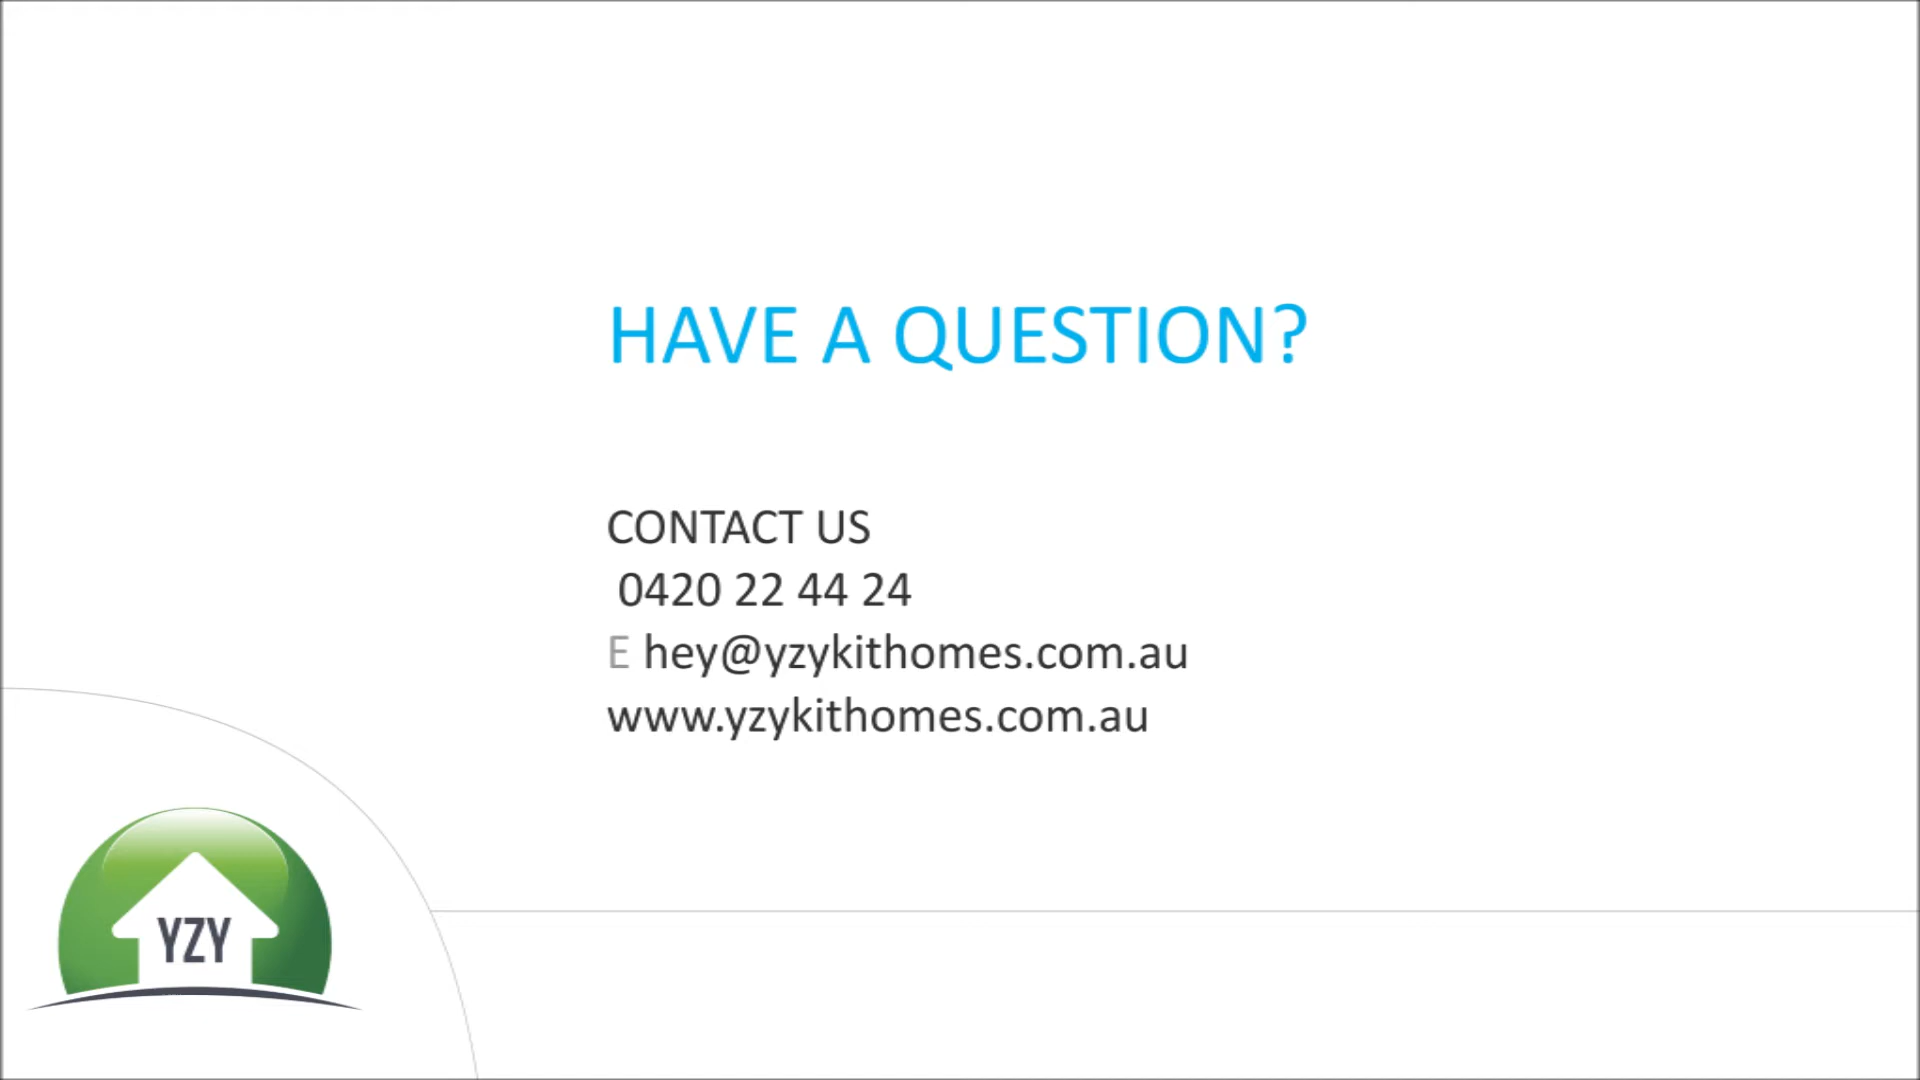 HAVE A QUESTION?
CONTACT US
0420 22 44 24
E hey@yzykithomes.com.au
www.yzykithomes.com.au
YZY